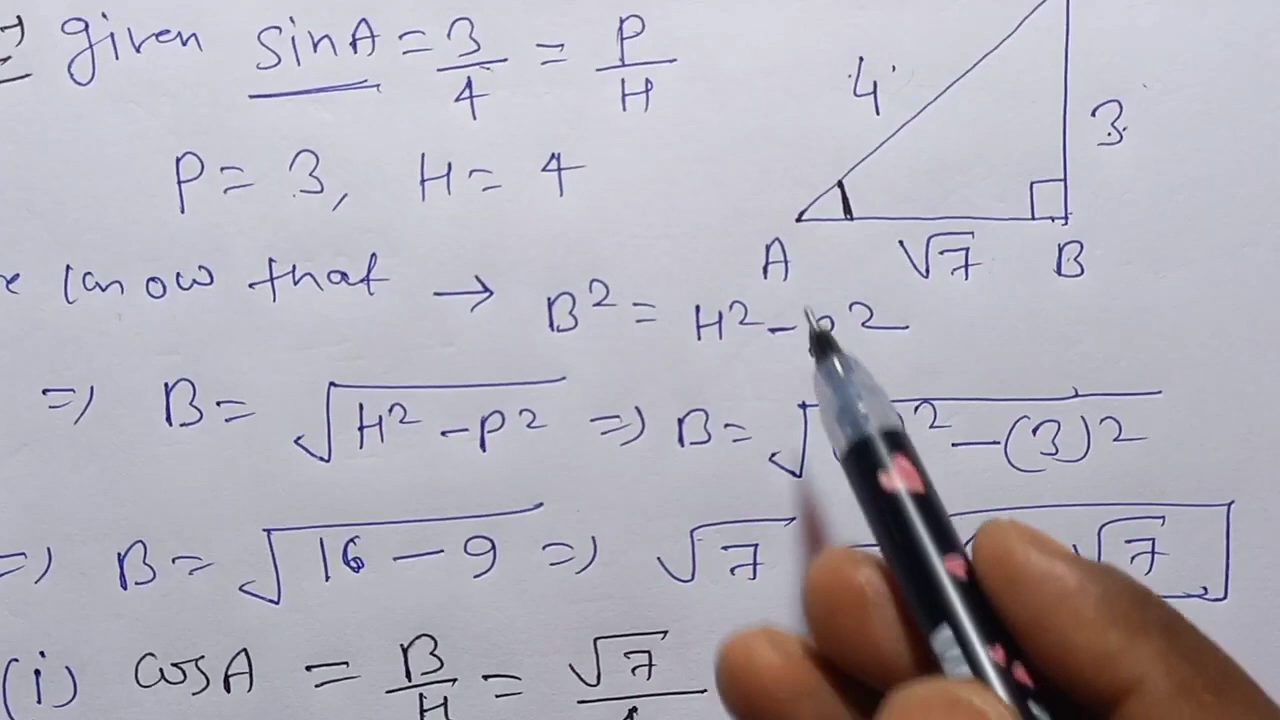 given sinA = 3/4 = P/H
P = 3, H = 4
4
3
A √7 B
know that → B² = H² - P²
⇒ B = √H² - P² ⇒ B = √ ² - (3)²
⇒ B = √16 - 9 ⇒ √7 √7
(i) cosA = B/H = √7/4